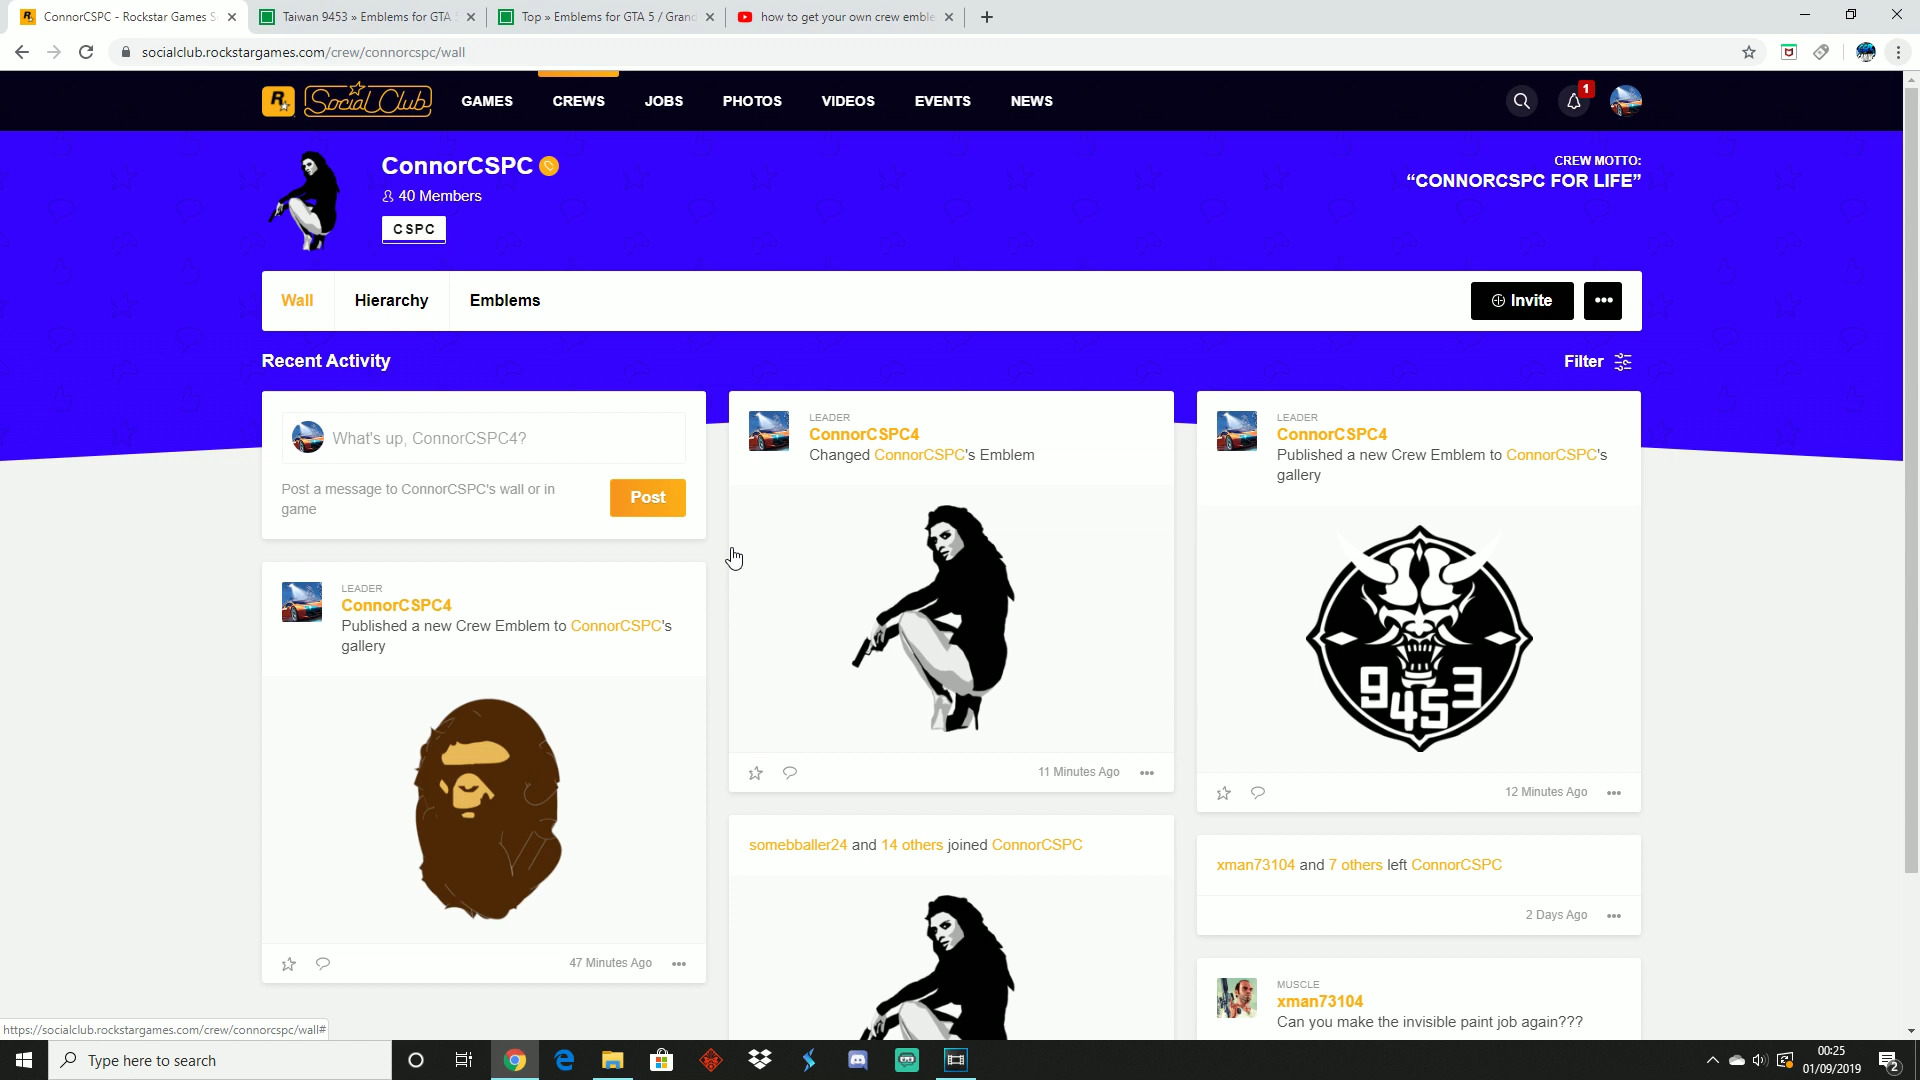 ConnorCSPC - Rockstar Games S
Taiwan 9453 » Emblems for GTA 5
Top » Emblems for GTA 5 / Grand
how to get your own crew emble
socialclub.rockstargames.com/crew/connorcspc/wall
R
Social Club
GAMES
CREWS
JOBS
PHOTOS
VIDEOS
EVENTS
NEWS
1
ConnorCSPC
40 Members
CSPC
CREW MOTTO:
“CONNORCSPC FOR LIFE”
Wall
Hierarchy
Emblems
Invite
Recent Activity
Filter
What's up, ConnorCSPC4?
Post a message to ConnorCSPC's wall or in
game
Post
LEADER
ConnorCSPC4
Published a new Crew Emblem to ConnorCSPC's
gallery
47 Minutes Ago
LEADER
ConnorCSPC4
Changed ConnorCSPC's Emblem
11 Minutes Ago
somebballer24 and 14 others joined ConnorCSPC
LEADER
ConnorCSPC4
Published a new Crew Emblem to ConnorCSPC's
gallery
9453
12 Minutes Ago
xman73104 and 7 others left ConnorCSPC
2 Days Ago
MUSCLE
xman73104
Can you make the invisible paint job again???
https://socialclub.rockstargames.com/crew/connorcspc/wall#
Type here to search
00:25
01/09/2019
2